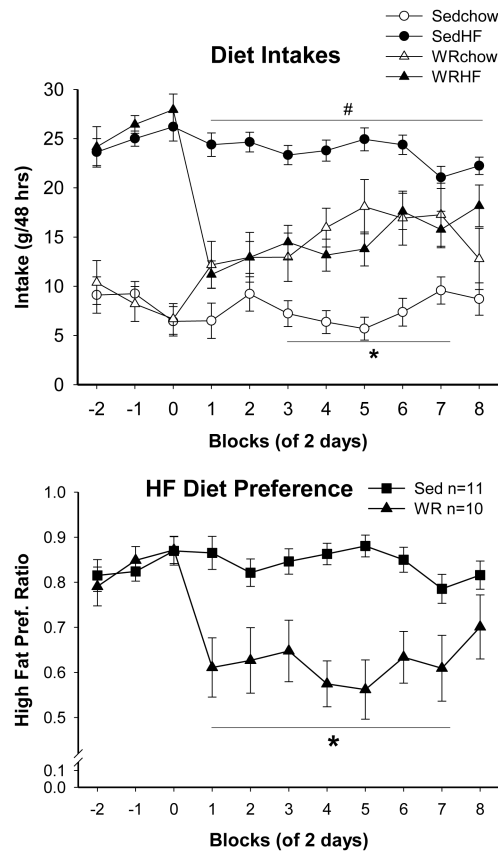 Sedchow
SedHF
WRchow
WRHF
Diet Intakes
30
25
20
15
10
5
0
Intake (g/48 hrs)
#
*
-2 -1 0 1 2 3 4 5 6 7 8
Blocks (of 2 days)
HF Diet Preference
Sed n=11
WR n=10
1.0
0.9
0.8
0.7
0.6
0.5
0.1
0.0
High Fat Pref. Ratio
*
-2 -1 0 1 2 3 4 5 6 7 8
Blocks (of 2 days)